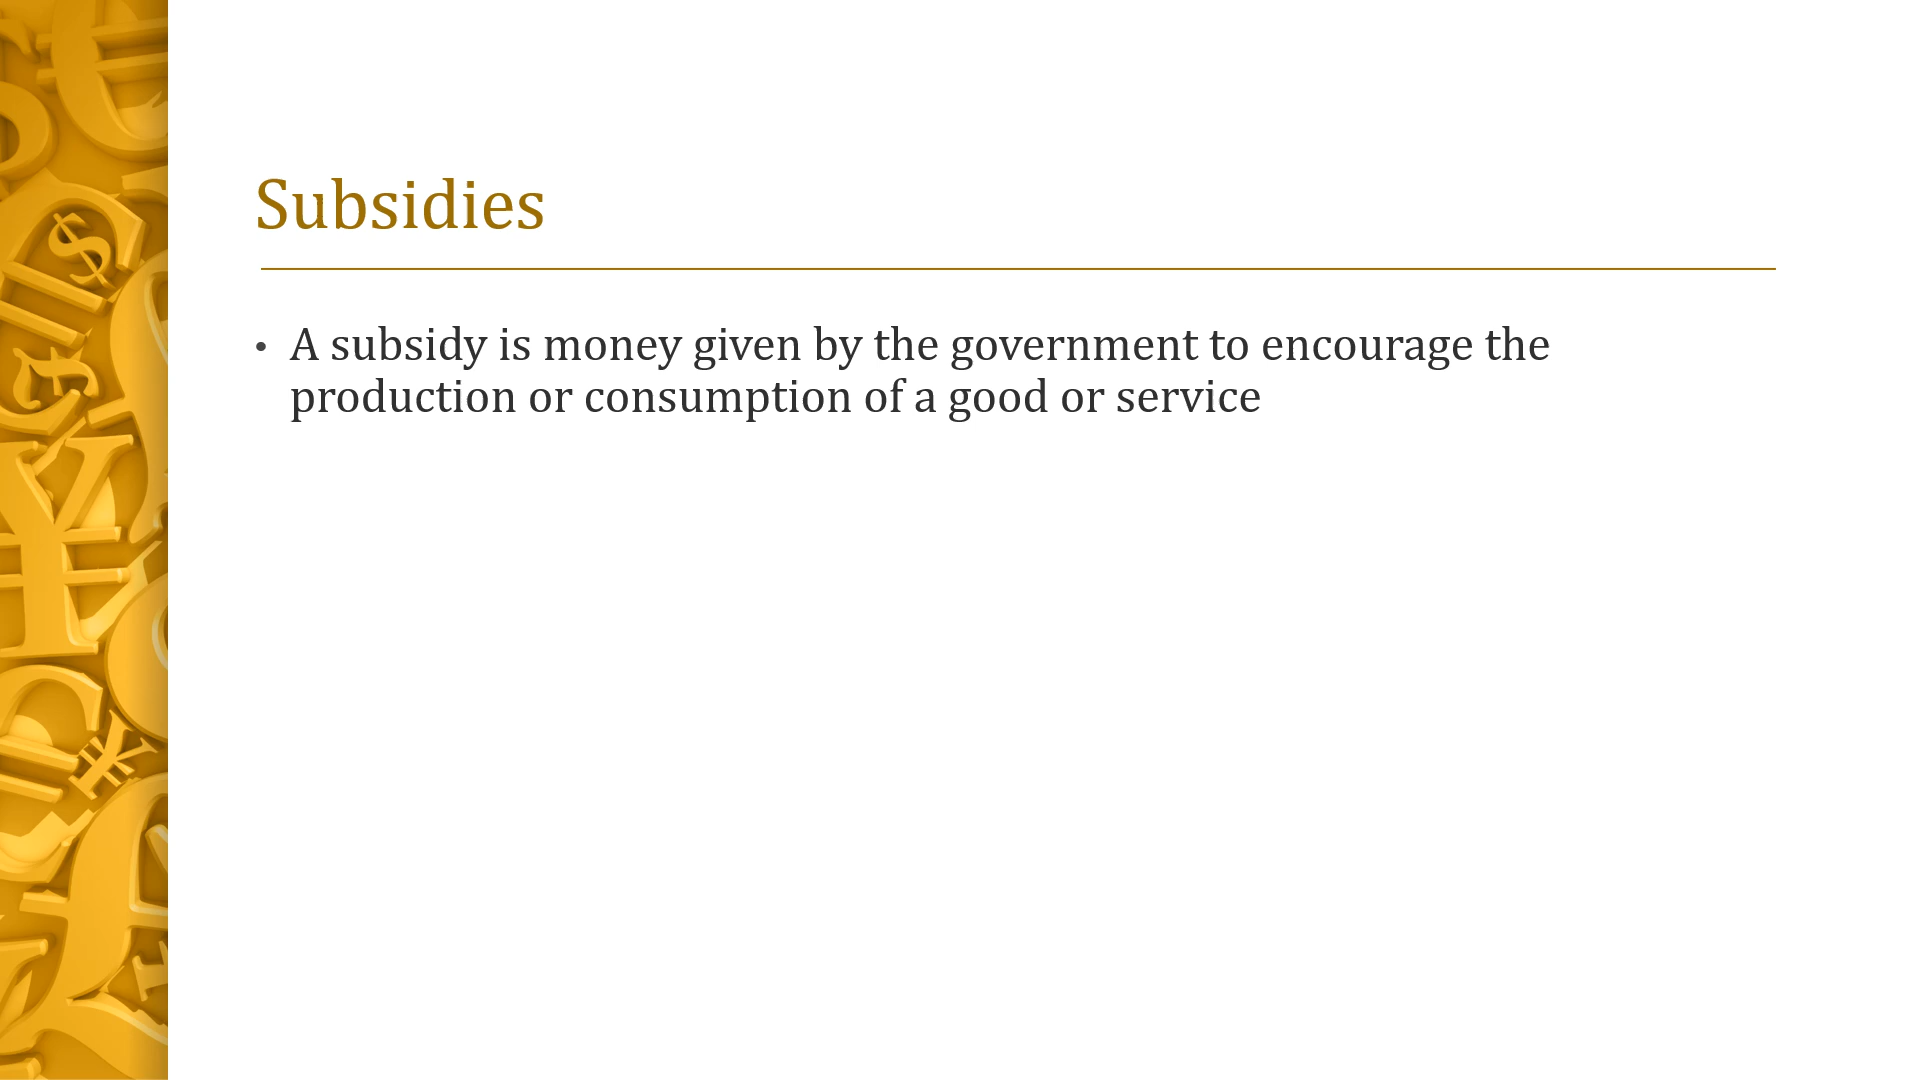 Subsidies
• A subsidy is money given by the government to encourage the
production or consumption of a good or service